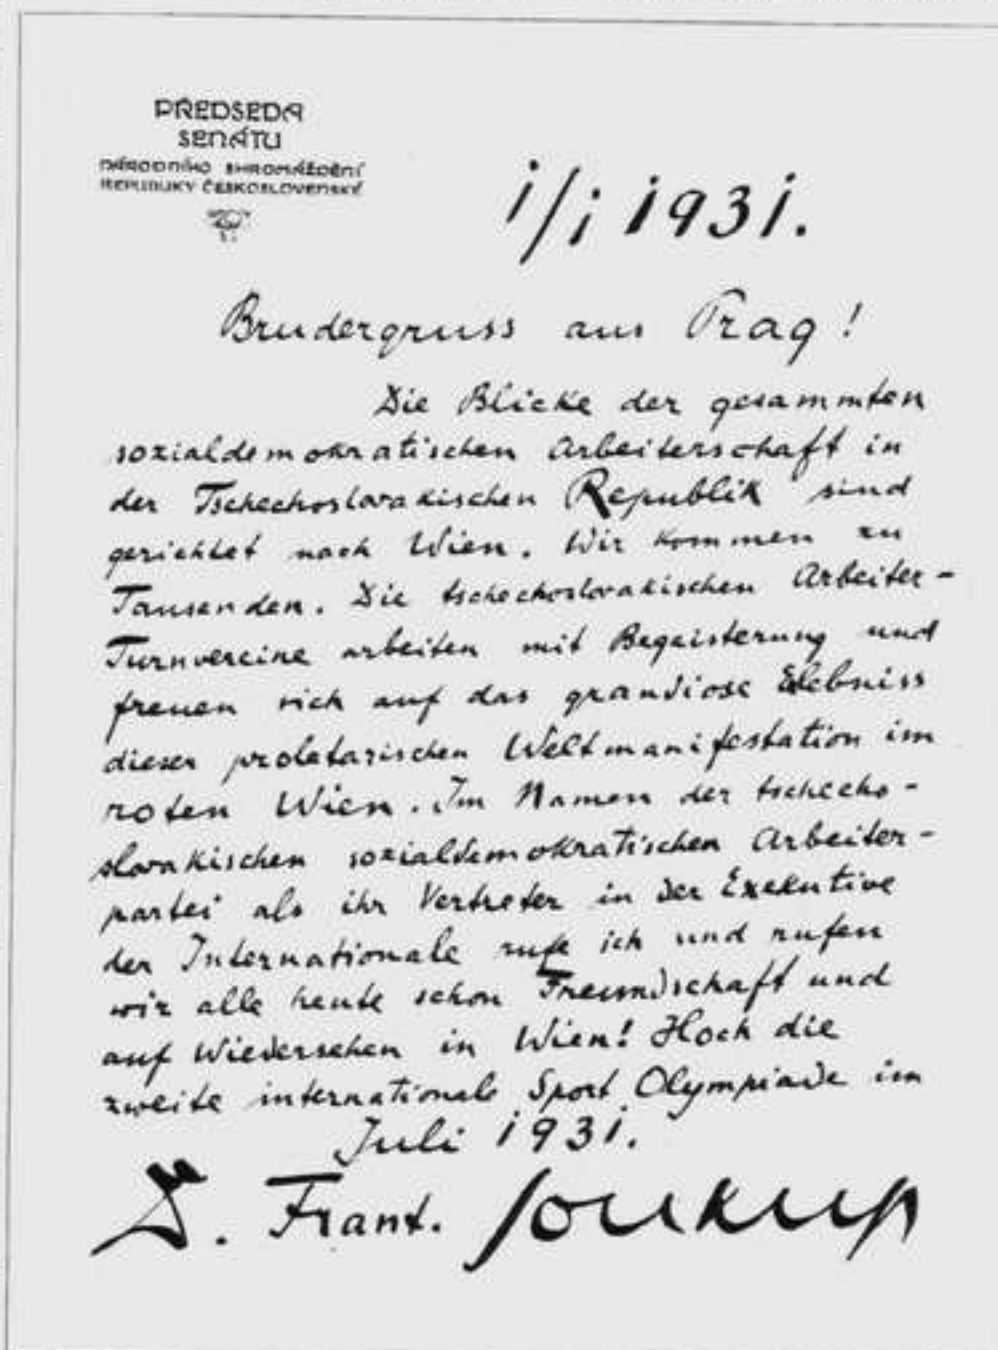 PŘEDSEDA
SENÁTU
NÁRODNÍHO SHROMÁŽDĚNÍ
REPUBLIKY ČESKOSLOVENSKÉ
1/1 1931.
Brudergruss aus Prag!
Die Blicke der gesammten
sozialdemokratischen Arbeiterschaft in
der Tschechoslovakischen Republik sind
gerichtet nach Wien. Wir kommen zu
Tausenden. Die tschechoslovakischen Arbeiter-
Turnvereine arbeiten mit Begeisterung und
freuen sich auf das grandiose Erlebniss
dieser proletarischen Weltmanifestation im
roten Wien. Im Namen der tschecho-
slovakischen sozialdemokratischen Arbeiter-
partei als ihr Vertreter in der Exekutive
der Internationale rufe ich und rufen
wir alle heute schon Freundschaft und
auf Wiedersehen in Wien! Hoch die
zweite internationale Sport Olympiade im
Juli 1931.
D. Frant. Soukup